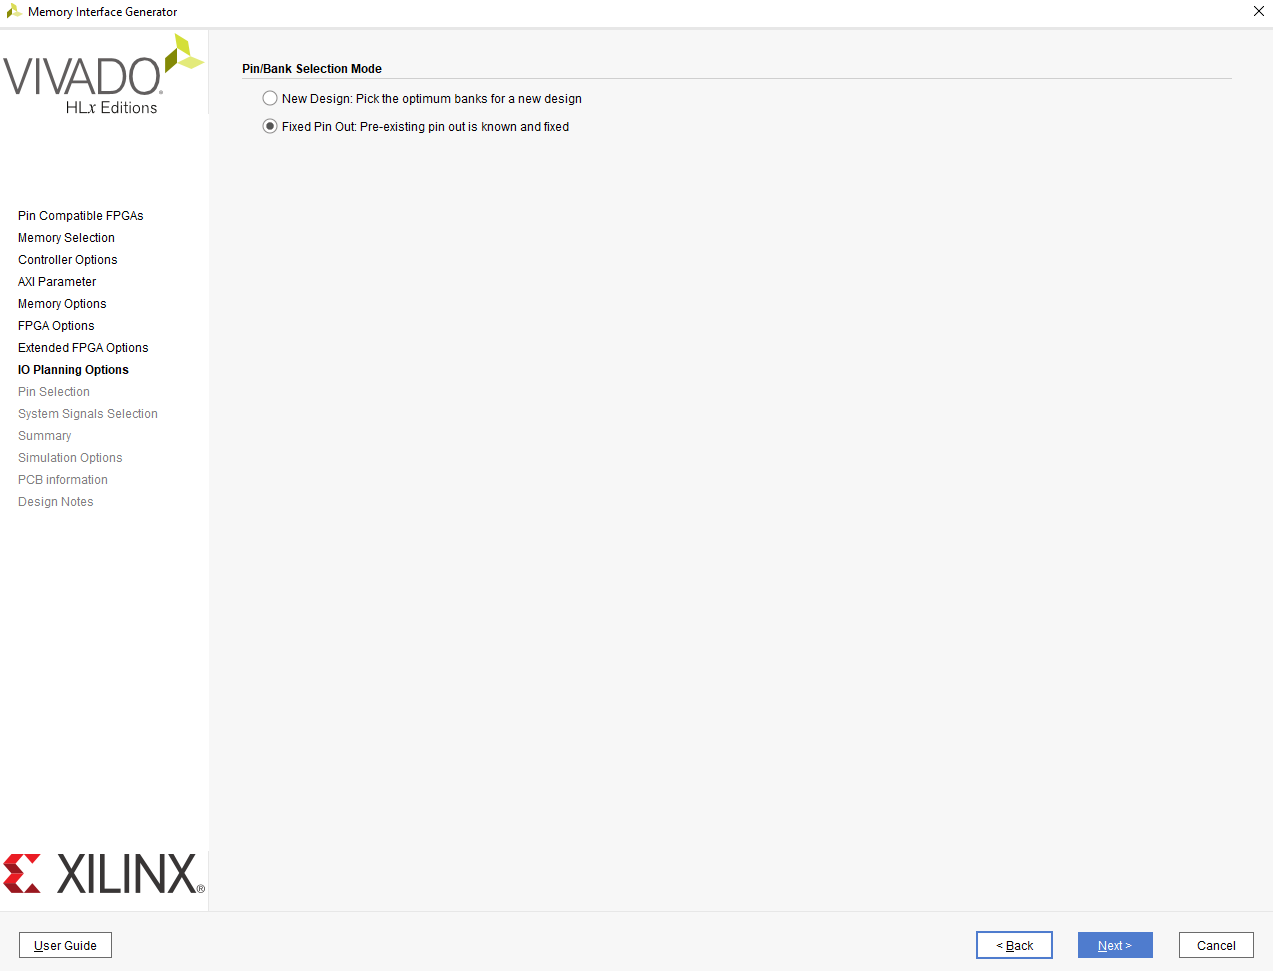 Memory Interface Generator
VIVADO.
HLx Editions
Pin Compatible FPGAs
Memory Selection
Controller Options
AXI Parameter
Memory Options
FPGA Options
Extended FPGA Options
IO Planning Options
Pin Selection
System Signals Selection
Summary
Simulation Options
PCB information
Design Notes
XILINX®
Pin/Bank Selection Mode
New Design: Pick the optimum banks for a new design
Fixed Pin Out: Pre-existing pin out is known and fixed
User Guide
< Back
Next >
Cancel